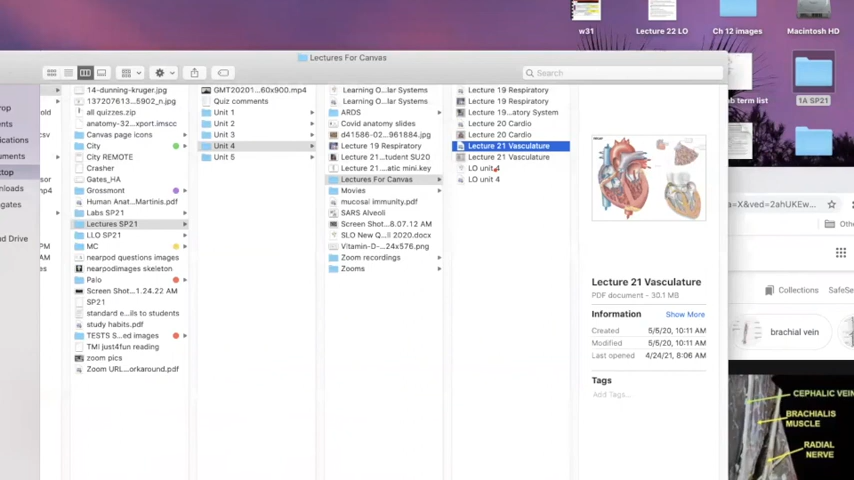 w31
Lecture 22 LO
Ch 12 images
Macintosh HD
Lectures For Canvas
Search
1A SP21
b term list
14-dunning-kruger.jpg
137207613...5902_n.jpg
all quizzes.zip
anatomy-32...xport.imscc
Canvas page icons
City
City REMOTE
Crasher
Gates_HA
Grossmont
Human Anat...Martinis.pdf
Labs SP21
Lectures SP21
LLO SP21
MC
nearpod questions images
nearpodimages skeleton
Palo
Screen Shot...1.24.22 AM
SP21
standard e...ils to students
study habits.pdf
TESTS S...ed images
TMI just4fun reading
zoom pics
Zoom URL...orkaround.pdf
GMT20201...60x900.mp4
Quiz comments
Unit 1
Unit 2
Unit 3
Unit 4
Unit 5
Learning O...lar Systems
Learning O...lar Systems
ARDS
Covid anatomy slides
d41586-02...961884.jpg
Lecture 19 Respiratory
Lecture 21...tudent SU20
Lecture 21...atic mini.key
Lectures For Canvas
Movies
mucosal immunity.pdf
SARS Alveoli
Screen Shot...8.07.12 AM
SLO New Q...ll 2020.docx
Vitamin-D-...24x576.png
Zoom recordings
Zooms
Lecture 19 Respiratory
Lecture 19 Respiratory
Lecture 19...atory System
Lecture 20 Cardio
Lecture 20 Cardio
Lecture 21 Vasculature
Lecture 21 Vasculature
LO unit4
LO unit 4
Lecture 21 Vasculature
PDF document - 30.1 MB
Information
Show More
Created
5/5/20, 10:11 AM
Modified
5/5/20, 10:11 AM
Last opened
4/24/21, 8:06 AM
Tags
Add Tags...
a=X&ved=2ahUKEw...
Othe
Collections
SafeSe
brachial vein
CEPHALIC VEIN
BRACHIALIS
MUSCLE
RADIAL
NERVE